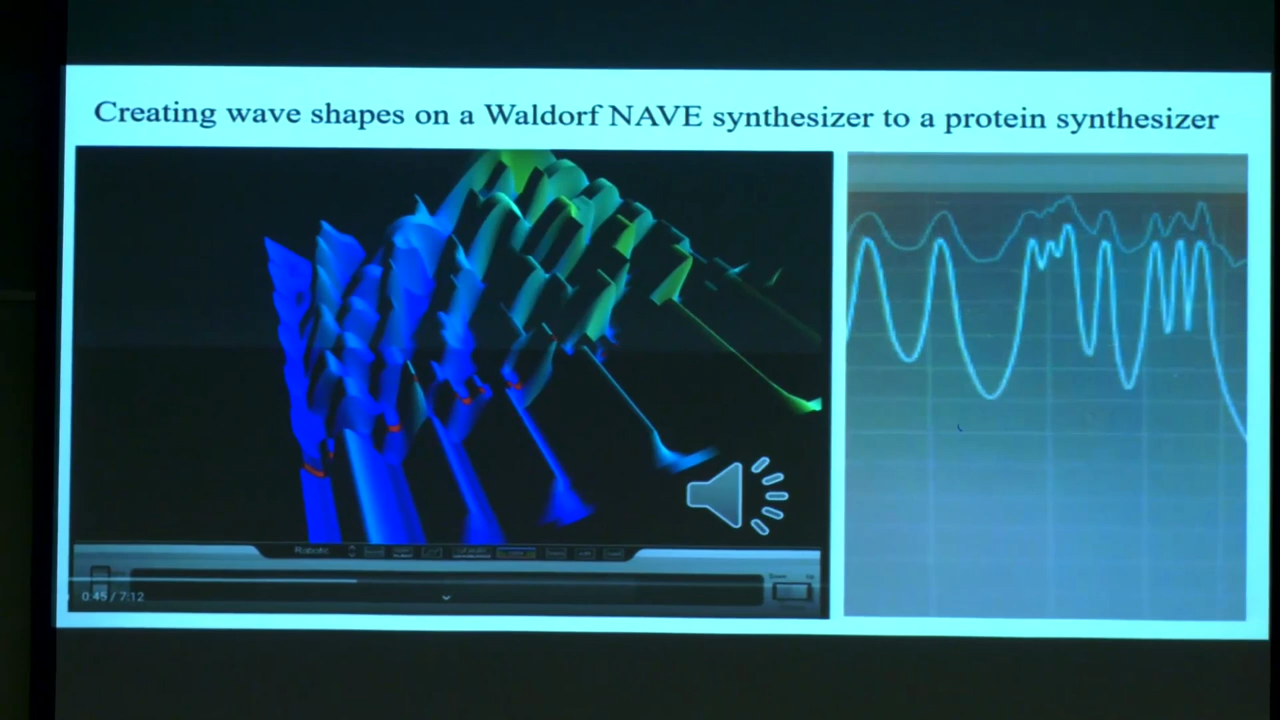 Creating wave shapes on a Waldorf NAVE synthesizer to a protein synthesizer
Robotic
0:45 / 7:12